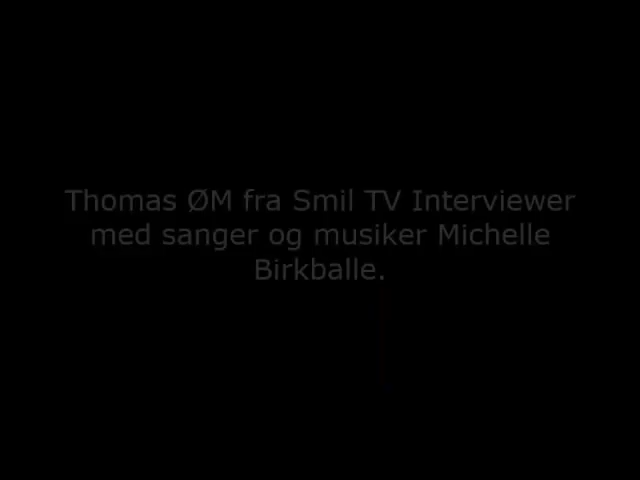 Thomas ØM fra Smil TV Interviewer
med sanger og musiker Michelle
Birkballe.